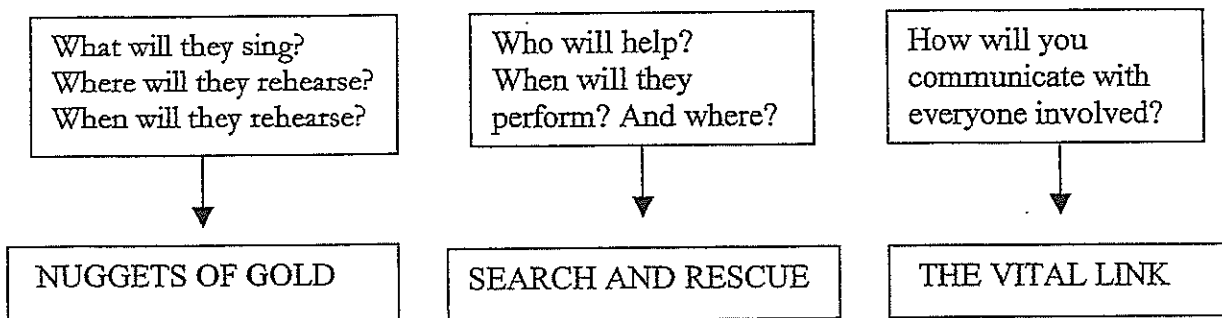 What will they sing?
Where will they rehearse?
When will they rehearse?
Who will help?
When will they
perform? And where?
How will you
communicate with
everyone involved?
NUGGETS OF GOLD
SEARCH AND RESCUE
THE VITAL LINK